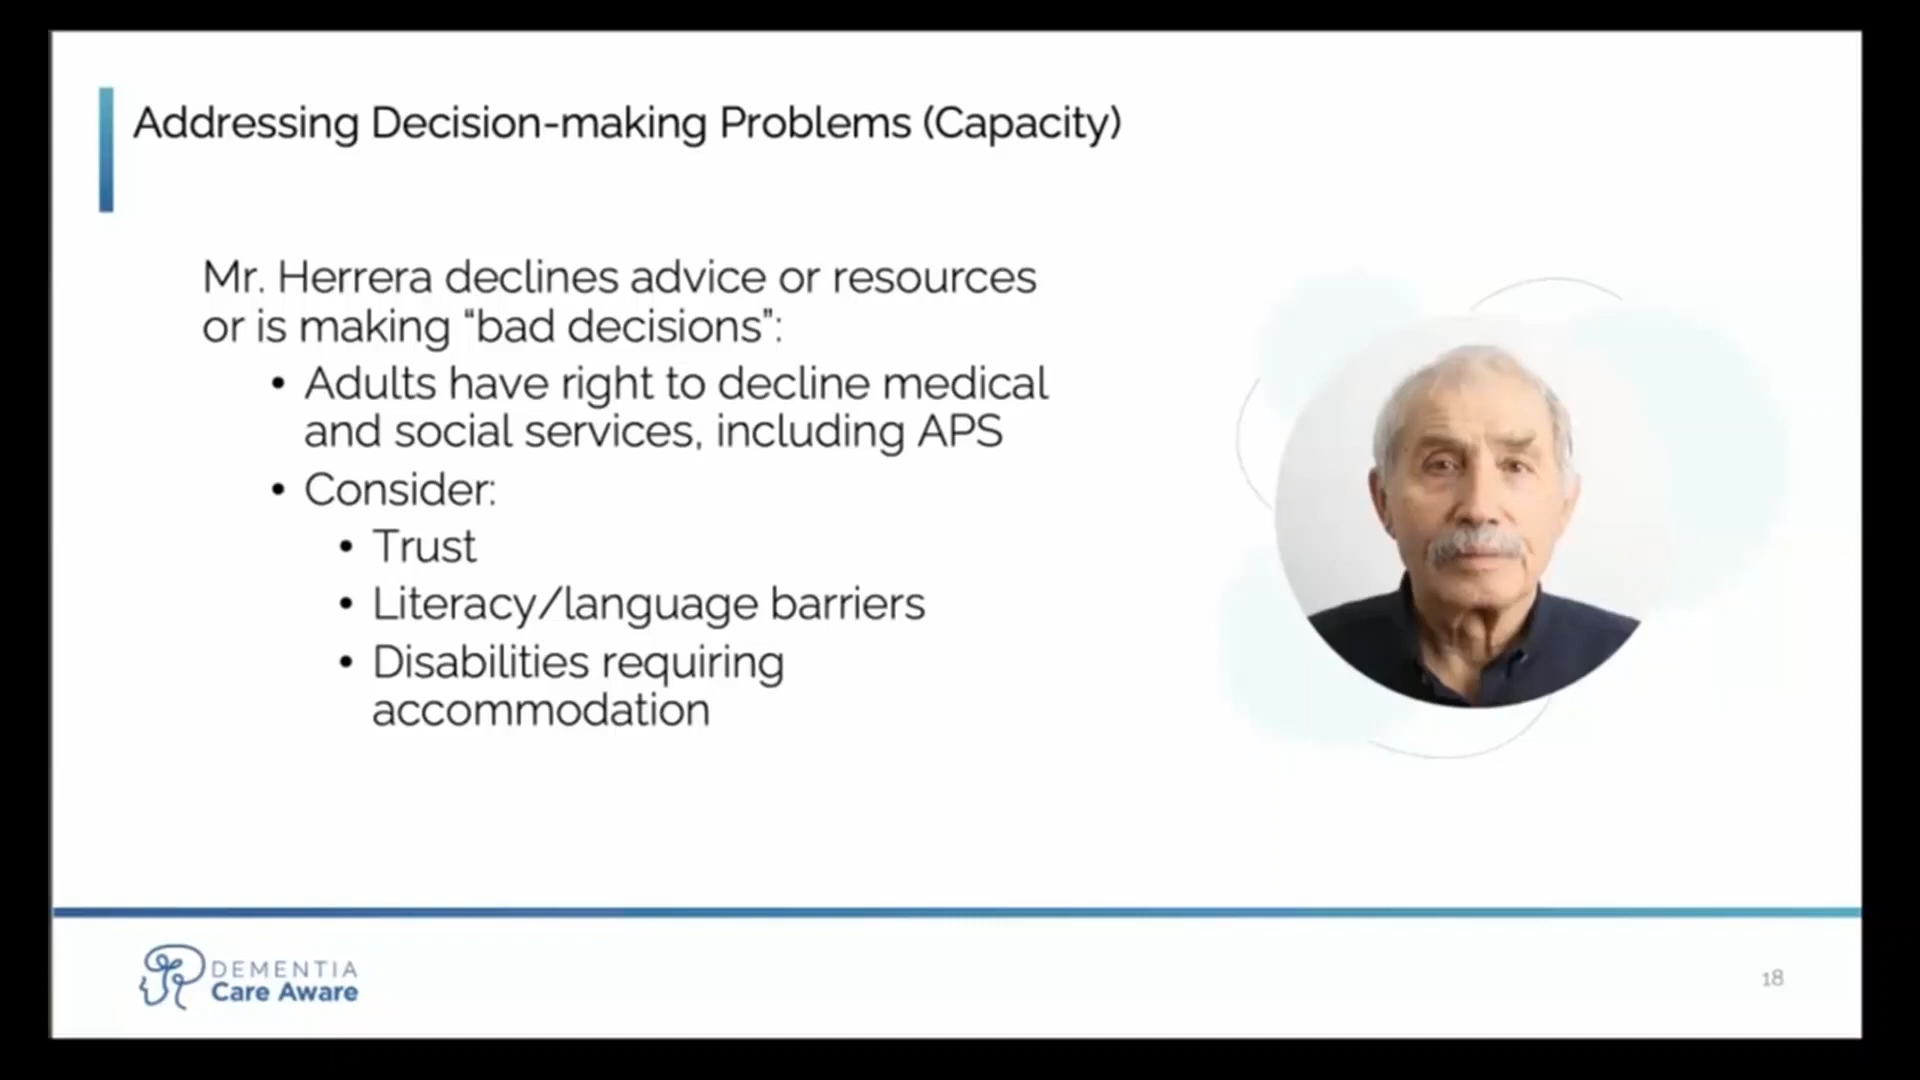 Addressing Decision-making Problems (Capacity)
Mr. Herrera declines advice or resources
or is making “bad decisions”:
• Adults have right to decline medical
and social services, including APS
• Consider:
• Trust
• Literacy/language barriers
• Disabilities requiring
accommodation
DEMENTIA
Care Aware
18